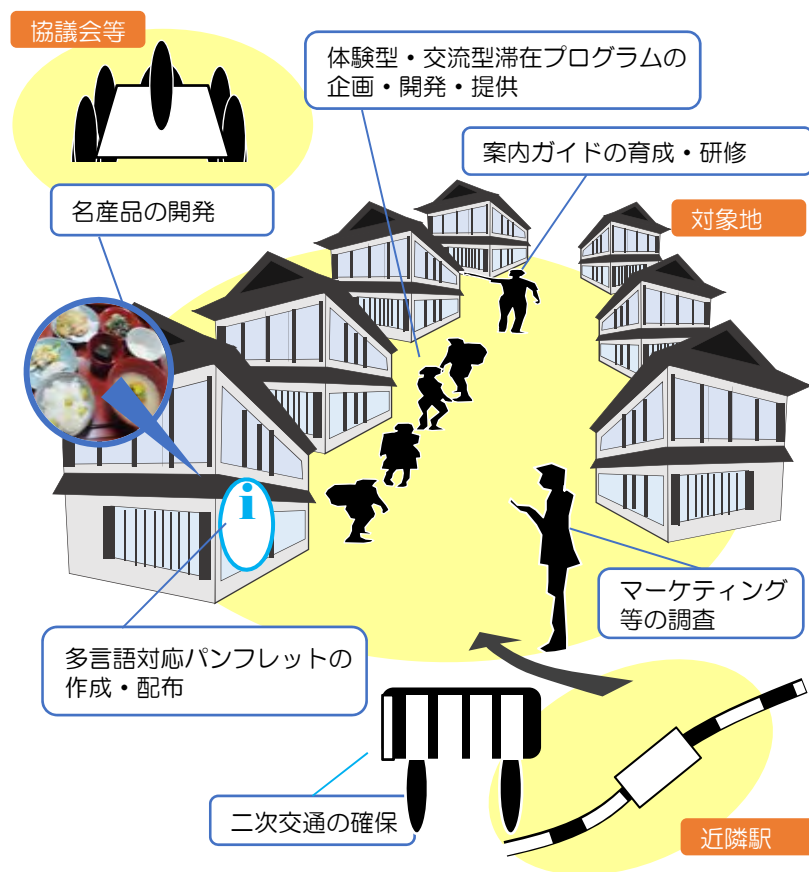 協議会等
体験型・交流型滞在プログラムの
企画・開発・提供
案内ガイドの育成・研修
名産品の開発
対象地
i
マーケティング
等の調査
多言語対応パンフレットの
作成・配布
二次交通の確保
近隣駅